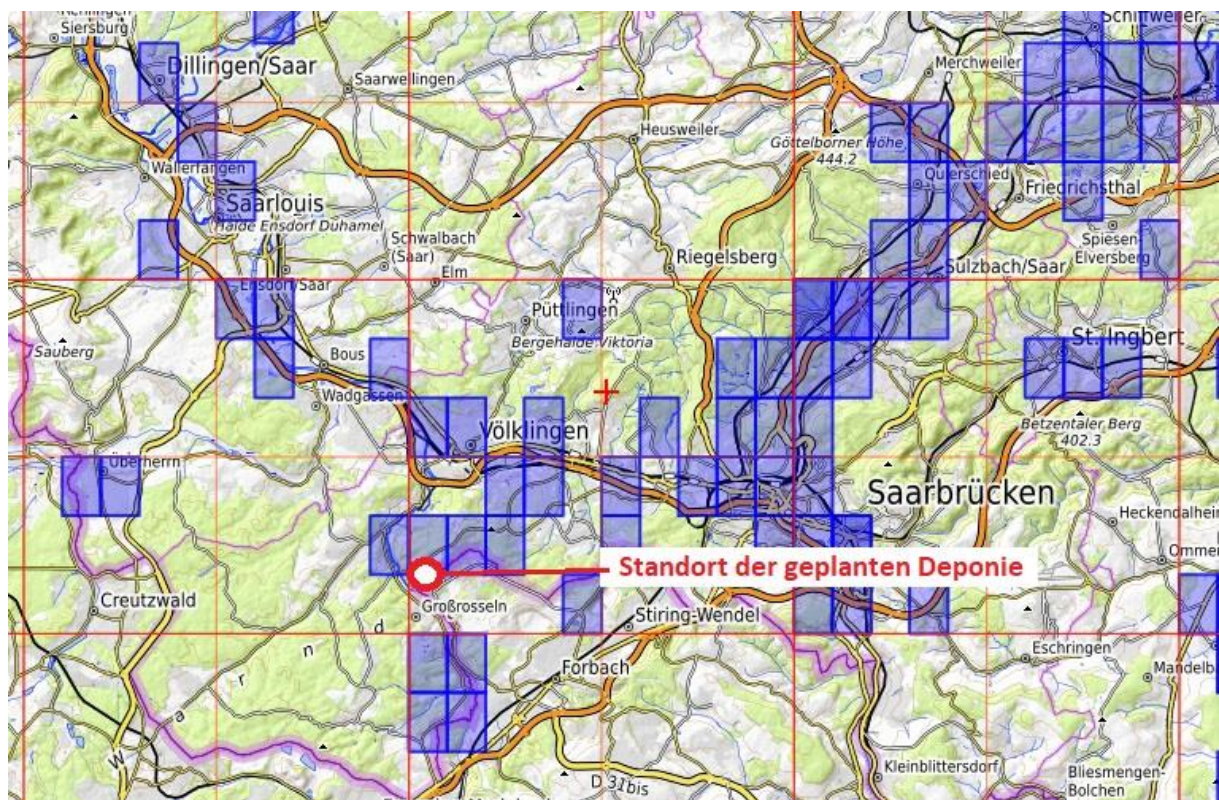 Siersburg
Schiffweiler
Dillingen/Saar
Saarwellingen
Merchweiler
Heusweiler
Göttelborner Höhe
444.2
Wallerfangen
Quierschied
Friedrichsthal
Saarlouis
Halde Ensdorf Duhamel
Schwalbach
(Saar)
Elm
Riegelsberg
Spiesen-
Elversberg
Sulzbach/Saar
Ensdorf/Saar
Püttlingen
Bergehalde Viktoria
St. Ingbert
Sauberg
Bous
Wadgassen
Betzentaler Berg
402.3
Völklingen
Überherrn
Saarbrücken
Heckendalheim
Standort der geplanten Deponie
Creutzwald
Großrosseln
Stiring-Wendel
Eschringen
Forbach
W a r n d
D 31bis
Kleinblittersdorf
Bliesmengen-
Bolchen